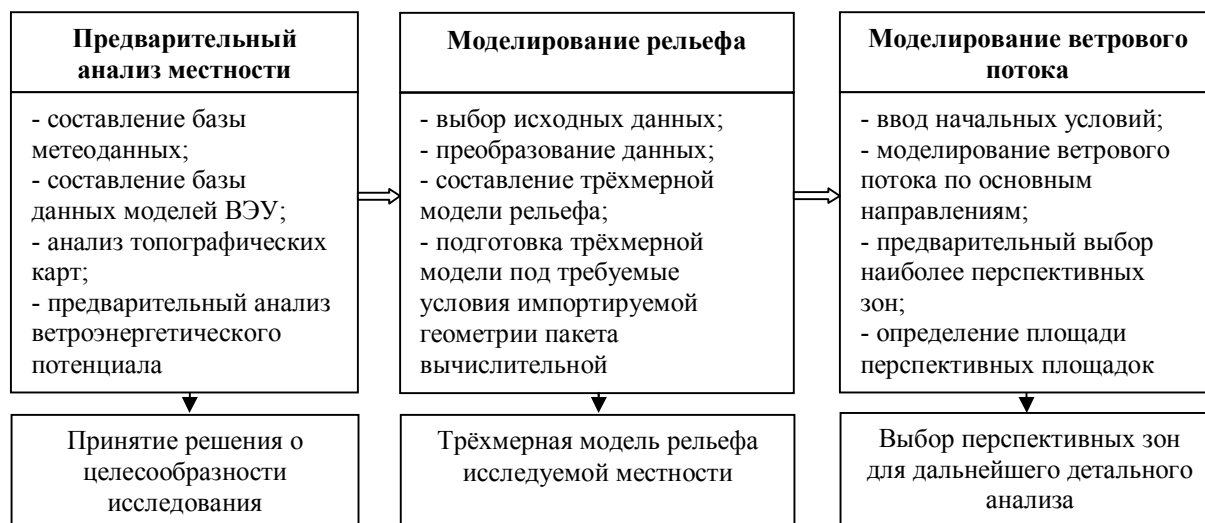 Предварительный
анализ местности
- составление базы
метеоданных;
- составление базы
данных моделей ВЭУ;
- анализ топографических
карт;
- предварительный анализ
ветроэнергетического
потенциала
Принятие решения о
целесообразности
исследования
Моделирование рельефа
- выбор исходных данных;
- преобразование данных;
- составление трёхмерной
модели рельефа;
- подготовка трёхмерной
модели под требуемые
условия импортируемой
геометрии пакета
вычислительной
Трёхмерная модель рельефа
исследуемой местности
Моделирование ветрового
потока
- ввод начальных условий;
- моделирование ветрового
потока по основным
направлениям;
- предварительный выбор
наиболее перспективных
зон;
- определение площади
перспективных площадок
Выбор перспективных зон
для дальнейшего детального
анализа